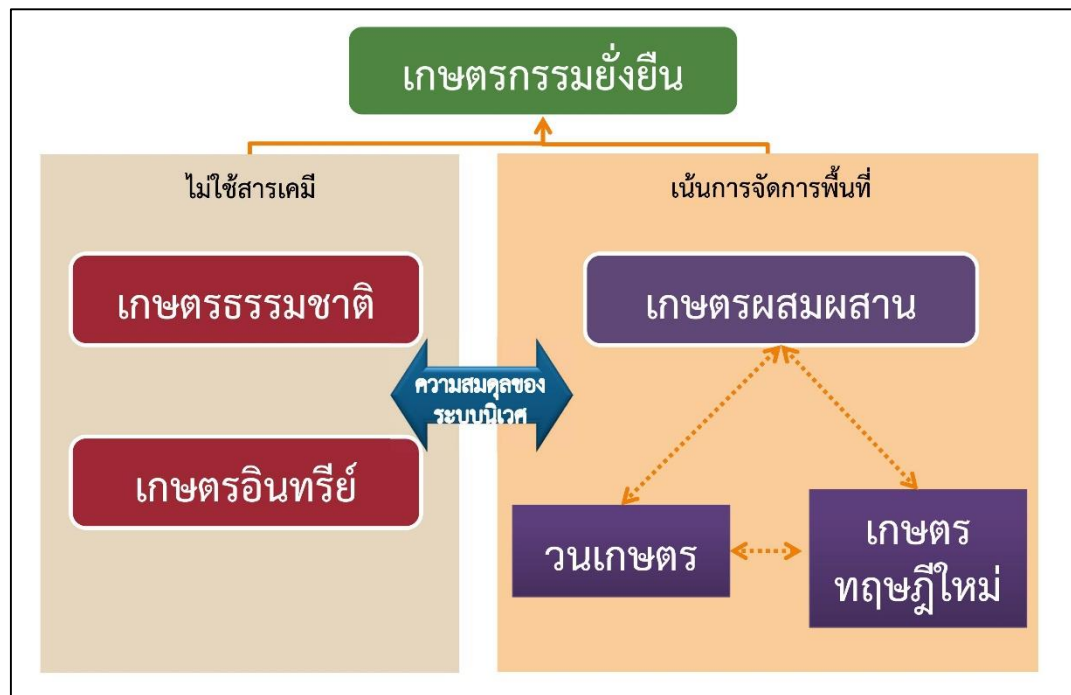 เกษตรกรรมยั่งยืน
ไม่ใช้สารเคมี
เกษตรธรรมชาติ
เกษตรอินทรีย์
ความสมดุลของ
ระบบนิเวศ
เน้นการจัดการพื้นที่
เกษตรผสมผสาน
วนเกษตร
เกษตร
ทฤษฎีใหม่